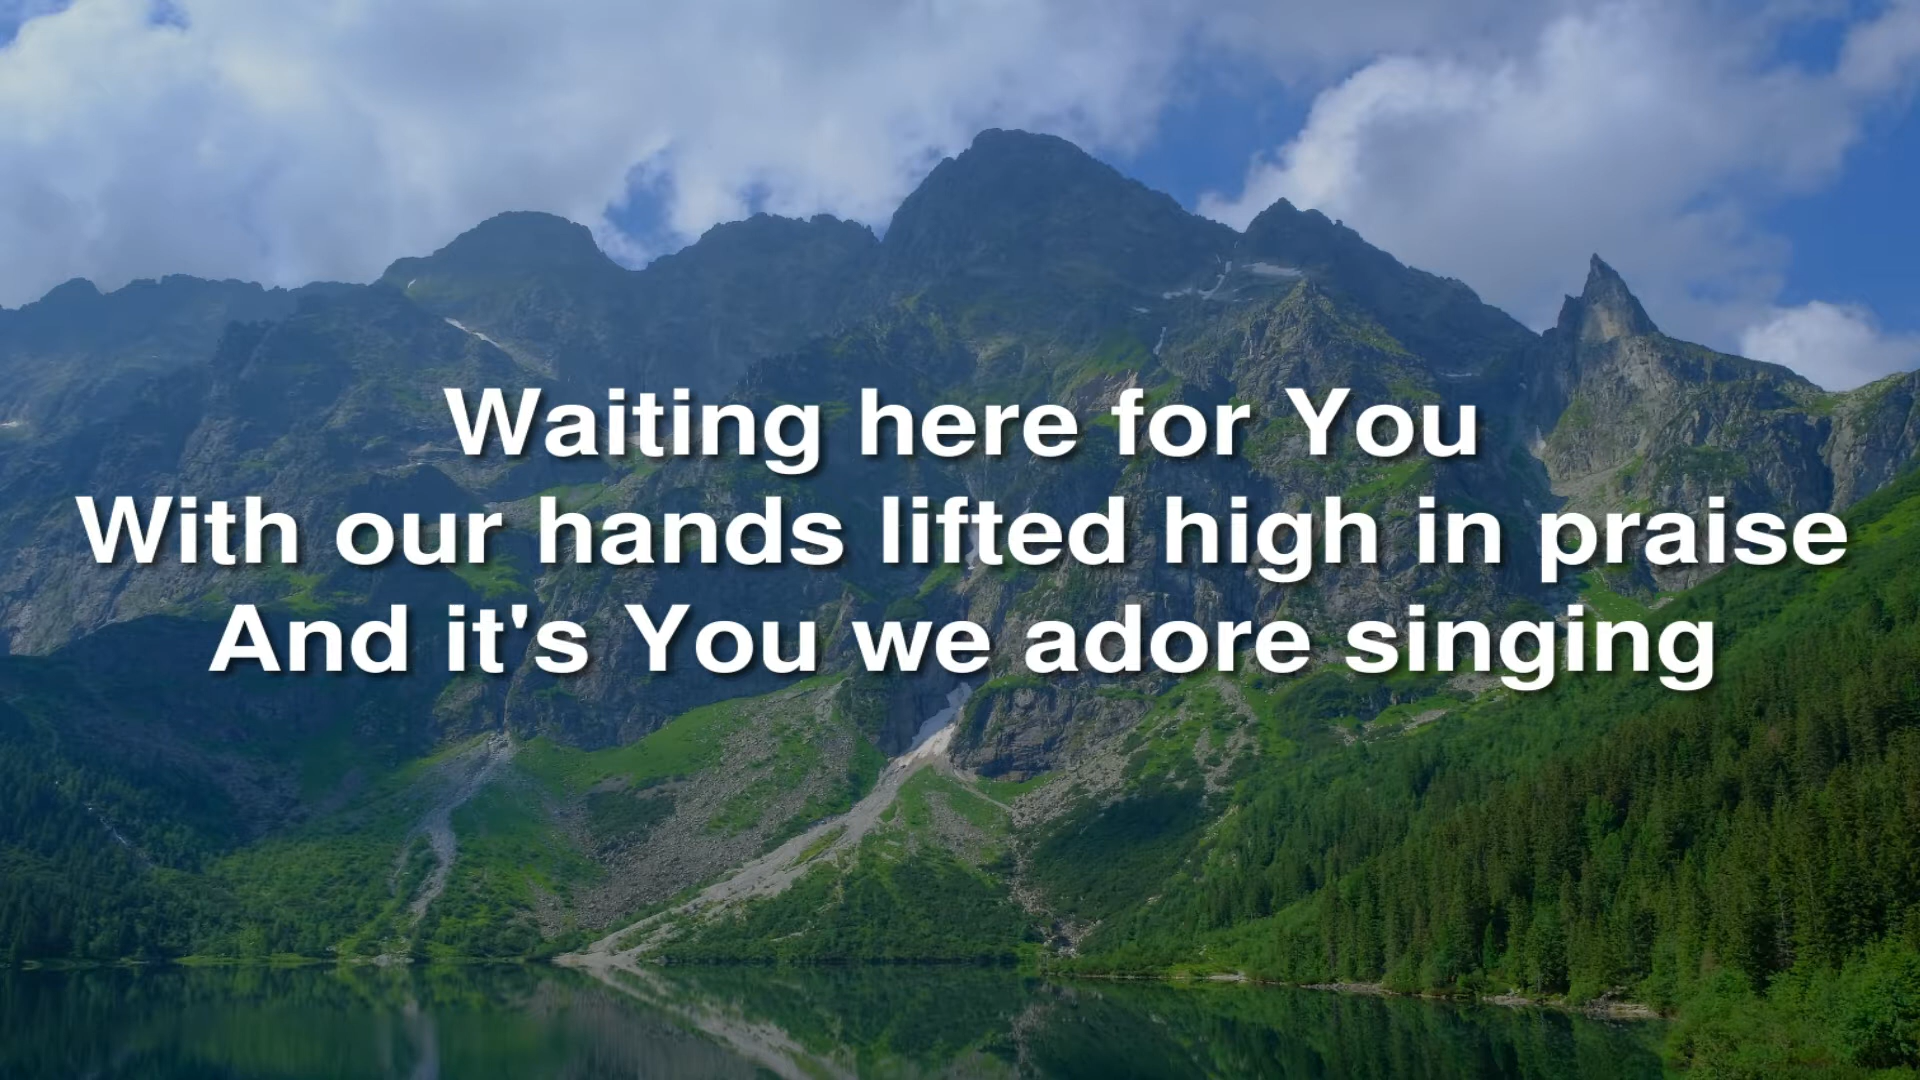 Waiting here for You
With our hands lifted high in praise
And it's You we adore singing